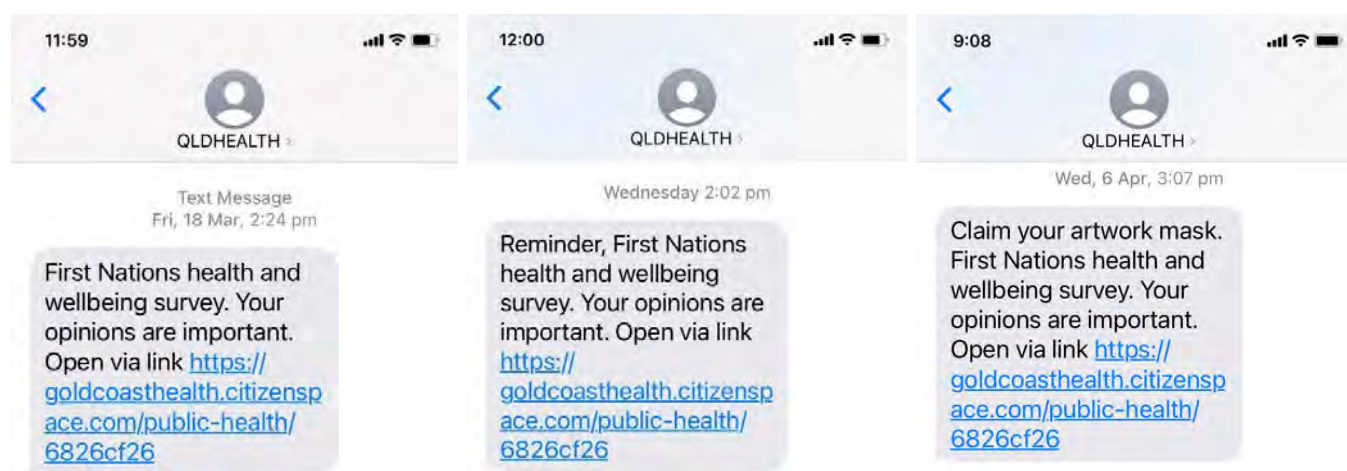 11:59
QLDHEALTH >
Text Message
Fri, 18 Mar, 2:24 pm
First Nations health and
wellbeing survey. Your
opinions are important.
Open via link https://
goldcoasthealth.citizensp
ace.com/public-health/
6826cf26
12:00
QLDHEALTH >
Wednesday 2:02 pm
Reminder, First Nations
health and wellbeing
survey. Your opinions are
important. Open via link
https://
goldcoasthealth.citizensp
ace.com/public-health/
6826cf26
9:08
QLDHEALTH >
Wed, 6 Apr, 3:07 pm
Claim your artwork mask.
First Nations health and
wellbeing survey. Your
opinions are important.
Open via link https://
goldcoasthealth.citizensp
ace.com/public-health/
6826cf26